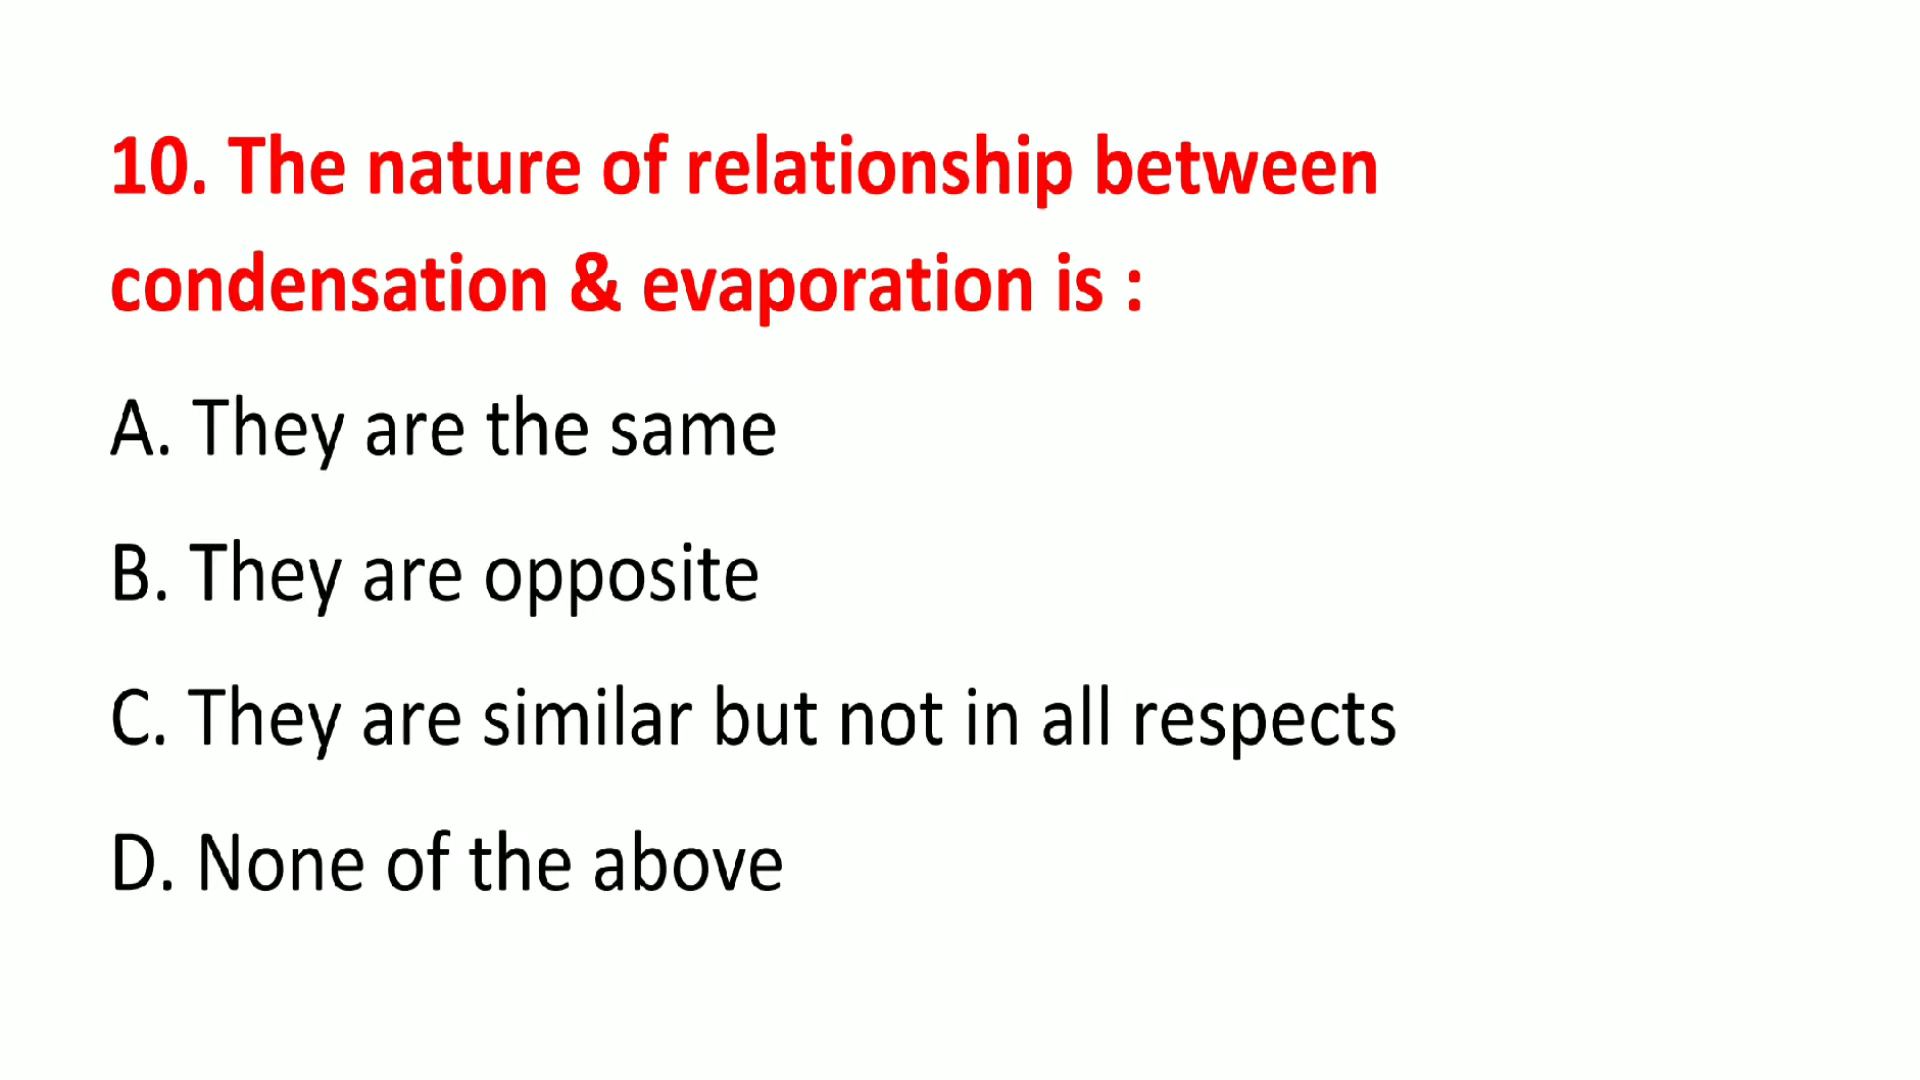 10. The nature of relationship between
condensation & evaporation is :
A. They are the same
B. They are opposite
C. They are similar but not in all respects
D. None of the above